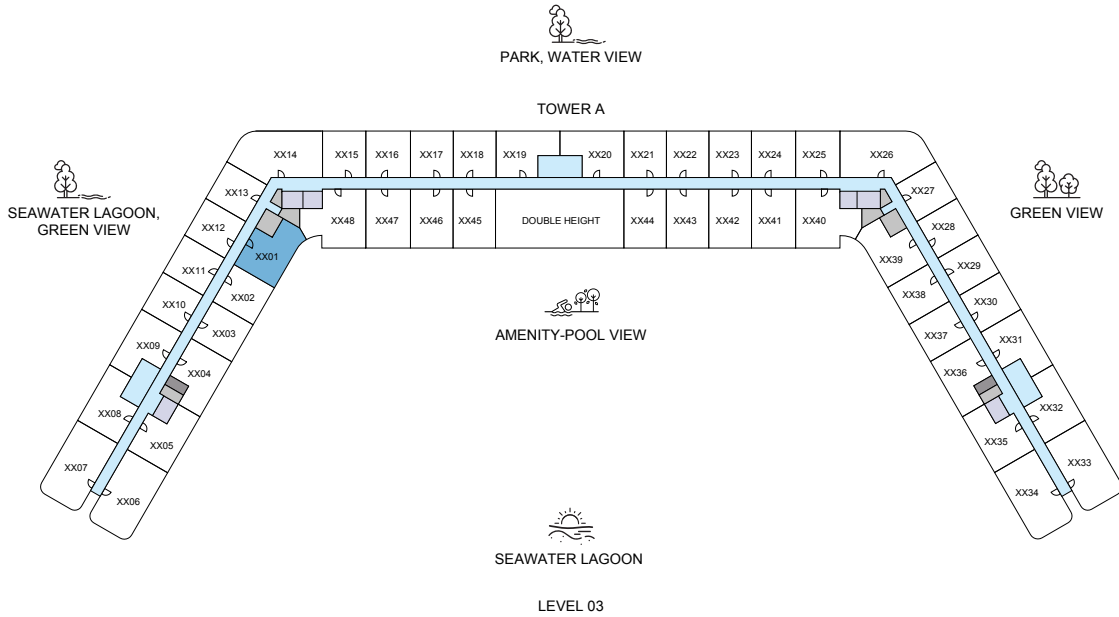 PARK, WATER VIEW
TOWER A
XX14 XX15 XX16 XX17 XX18 XX19 XX20 XX21 XX22 XX23 XX24 XX25 XX26
XX13 XX27
SEAWATER LAGOON,
GREEN VIEW
GREEN VIEW
XX12 XX48 XX47 XX46 XX45 DOUBLE HEIGHT XX44 XX43 XX42 XX41 XX40 XX28
XX01 XX39
XX11 XX29
XX02 XX38
XX10 XX30
XX03 XX37
AMENITY-POOL VIEW
XX09 XX31
XX04 XX36
XX08 XX32
XX05 XX35
XX07 XX33
XX06 XX34
SEAWATER LAGOON
LEVEL 03